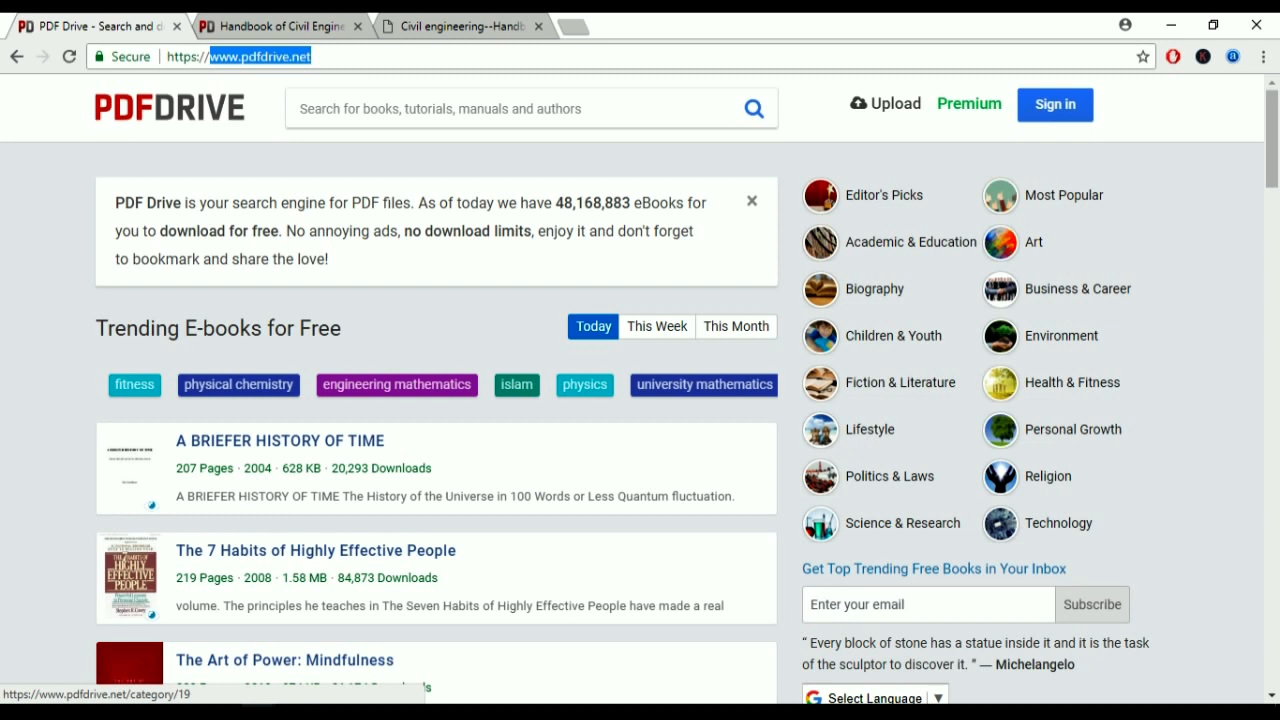 PDF Drive - Search and d
Handbook of Civil Engine
Civil engineering--Handb
Secure
https://www.pdfdrive.net
PDFDRIVE
Search for books, tutorials, manuals and authors
Upload
Premium
Sign in
PDF Drive is your search engine for PDF files. As of today we have 48,168,883 eBooks for
you to download for free. No annoying ads, no download limits, enjoy it and don't forget
to bookmark and share the love!
Trending E-books for Free
Today
This Week
This Month
fitness
physical chemistry
engineering mathematics
islam
physics
university mathematics
A BRIEFER HISTORY OF TIME
207 Pages · 2004 · 628 KB · 20,293 Downloads
A BRIEFER HISTORY OF TIME The History of the Universe in 100 Words or Less Quantum fluctuation.
The 7 Habits of Highly Effective People
219 Pages · 2008 · 1.58 MB · 84,873 Downloads
volume. The principles he teaches in The Seven Habits of Highly Effective People have made a real
The Art of Power: Mindfulness
https://www.pdfdrive.net/category/19
Editor's Picks
Most Popular
Academic & Education
Art
Biography
Business & Career
Children & Youth
Environment
Fiction & Literature
Health & Fitness
Lifestyle
Personal Growth
Politics & Laws
Religion
Science & Research
Technology
Get Top Trending Free Books in Your Inbox
Enter your email
Subscribe
“ Every block of stone has a statue inside it and it is the task
of the sculptor to discover it. ” — Michelangelo
Select Language